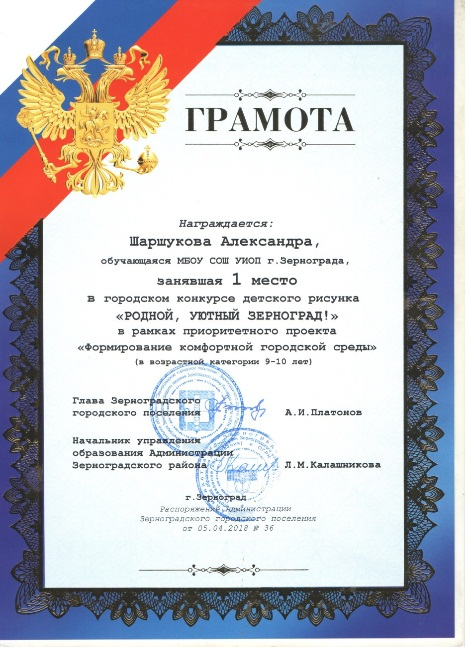 ГРАМОТА
Награждается:
Шаршукова Александра,
обучающаяся МБОУ СОШ УИОП г.Зернограда,
занявшая 1 место
в городском конкурсе детского рисунка
«РОДНОЙ, УЮТНЫЙ ЗЕРНОГРАД!»
в рамках приоритетного проекта
«Формирование комфортной городской среды»
(в возрастной категории 9-10 лет)
Глава Зерноградского
городского поселения А.И.Платонов
Начальник управления
образования Администрации
Зерноградского района Л.М.Калашникова
г.Зерноград
Распоряжение Администрации
Зерноградского городского поселения
от 05.04.2018 № 36